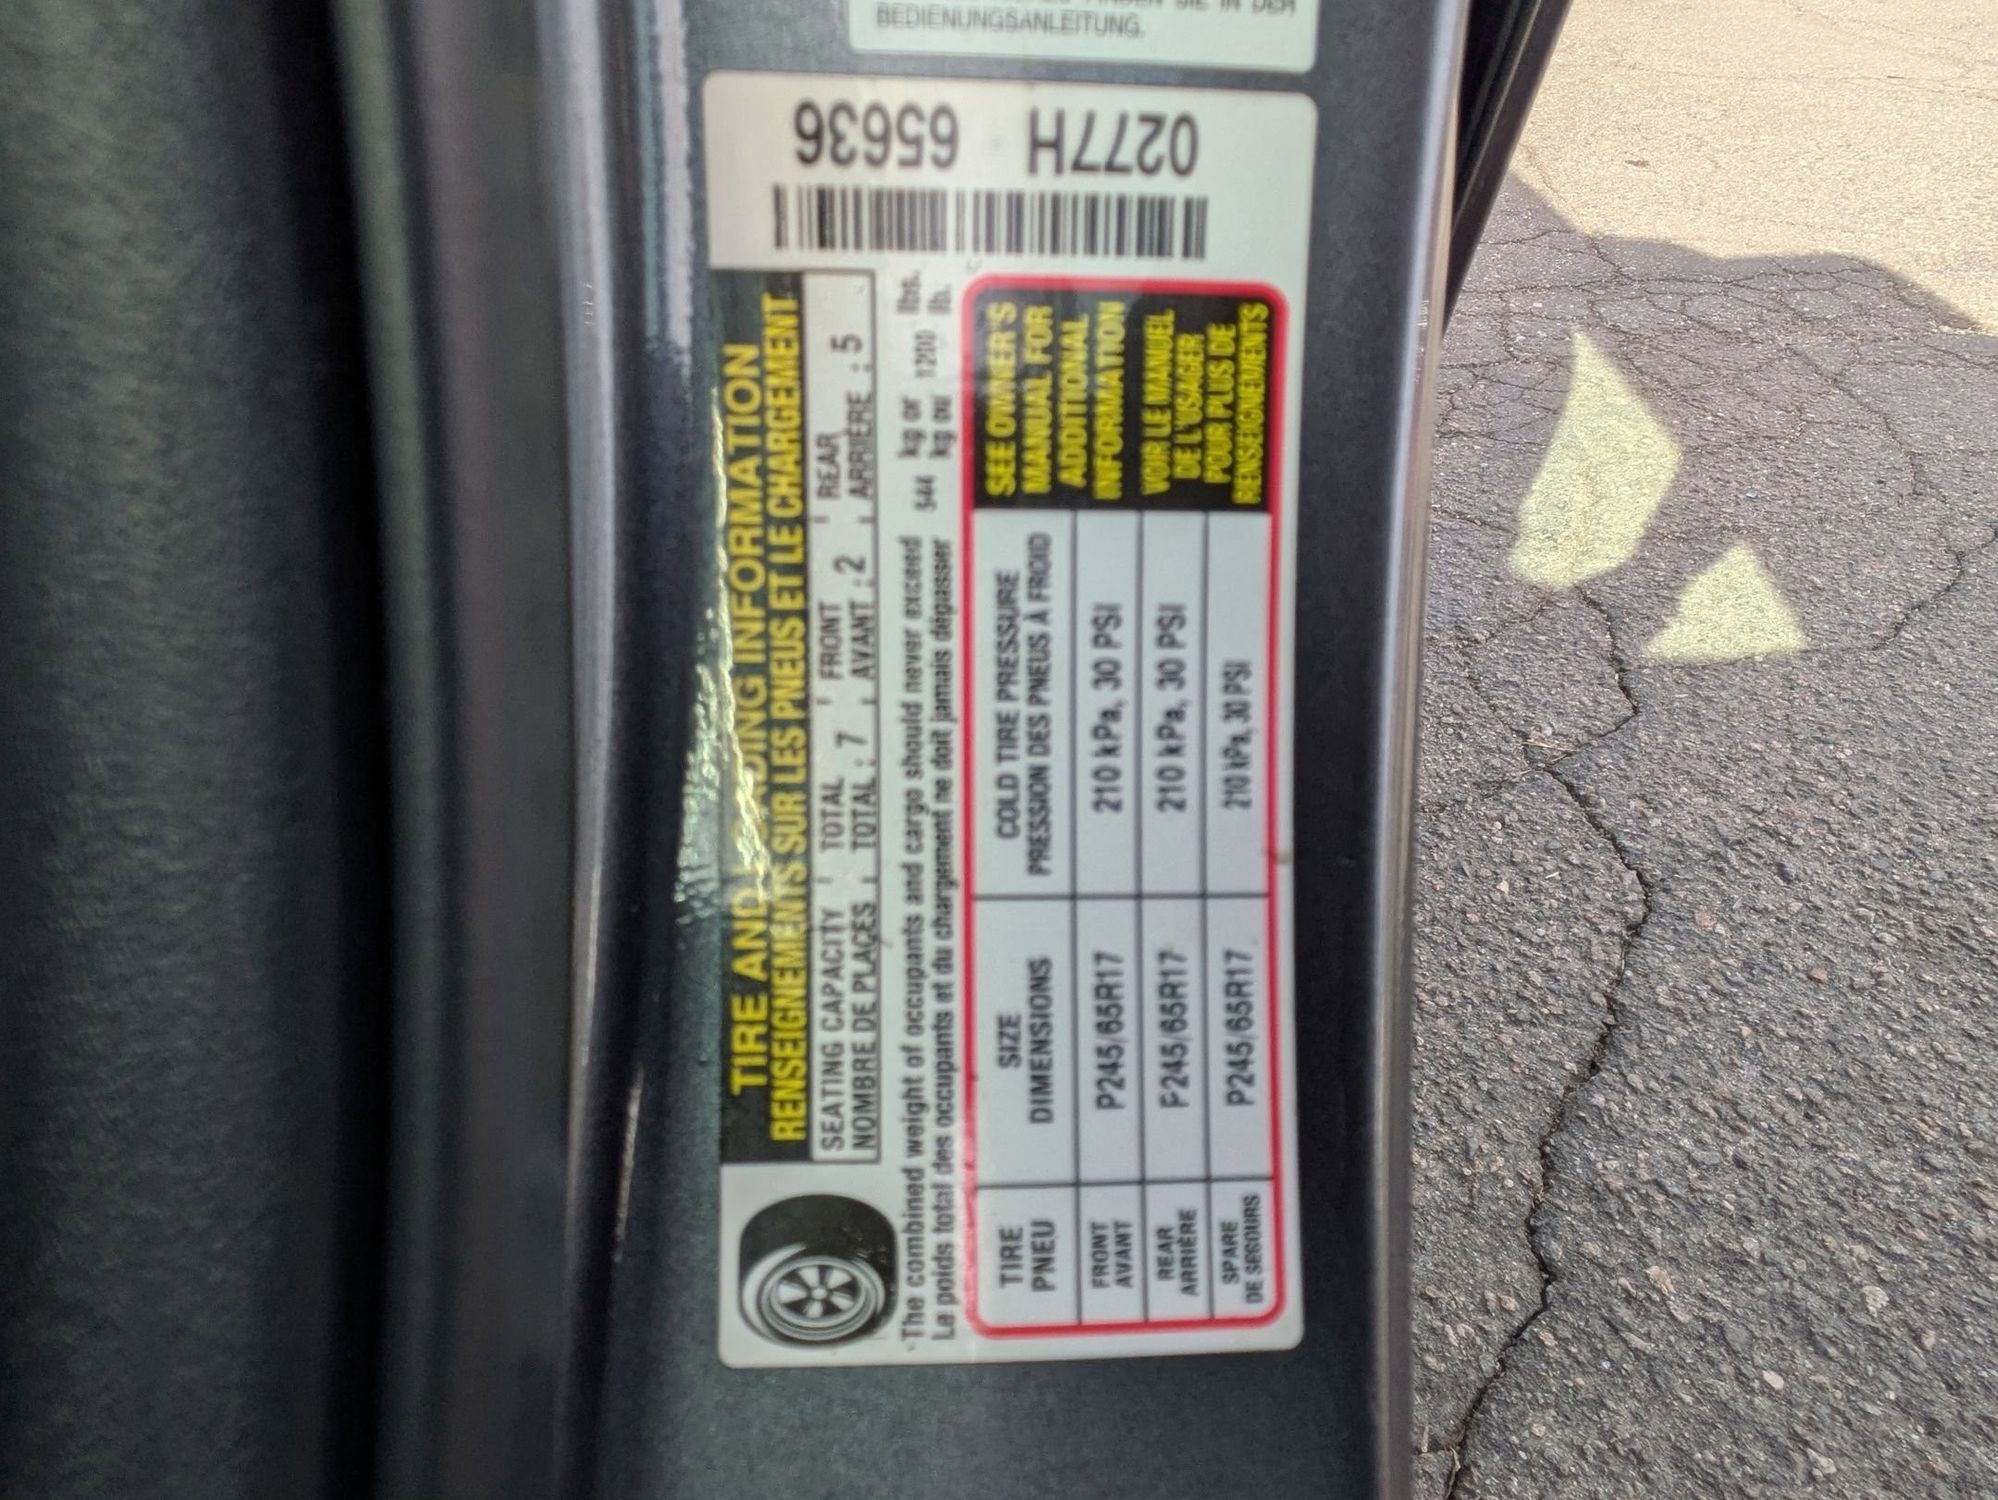 BEDIENUNGSANLEITUNG.
0277H 65636
TIRE AND LOADING INFORMATION
RENSEIGNEMENTS SUR LES PNEUS ET LE CHARGEMENT
SEATING CAPACITY TOTAL FRONT REAR
NOMBRE DE PLACES TOTAL : 7 AVANT : 2 ARRIÈRE : 5
The combined weight of occupants and cargo should never exceed 544 kg or 1200 lbs.
Le poids total des occupants et du chargement ne doit jamais dépasser kg ou lb.
TIRE SIZE COLD TIRE PRESSURE
PNEU DIMENSIONS PRESSION DES PNEUS À FROID
FRONT
AVANT P245/65R17 210 kPa, 30 PSI
REAR
ARRIÈRE P245/65R17 210 kPa, 30 PSI
SPARE
DE SECOURS P245/65R17 210 kPa, 30 PSI
SEE OWNER'S
MANUAL FOR
ADDITIONAL
INFORMATION
VOIR LE MANUEL
DE L'USAGER
POUR PLUS DE
RENSEIGNEMENTS